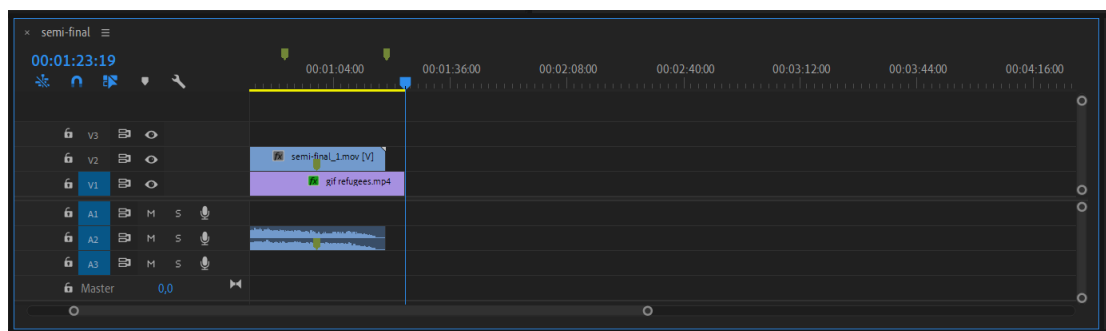 × semi-final ≡
00:01:23:19
00:01:04:00 00:01:36:00 00:02:08:00 00:02:40:00 00:03:12:00 00:03:44:00 00:04:16:00
V3
V2 fx semi-final_1.mov [V]
V1 fx gif refugees.mp4
A1 M S
A2 M S
A3 M S
Master 0,0